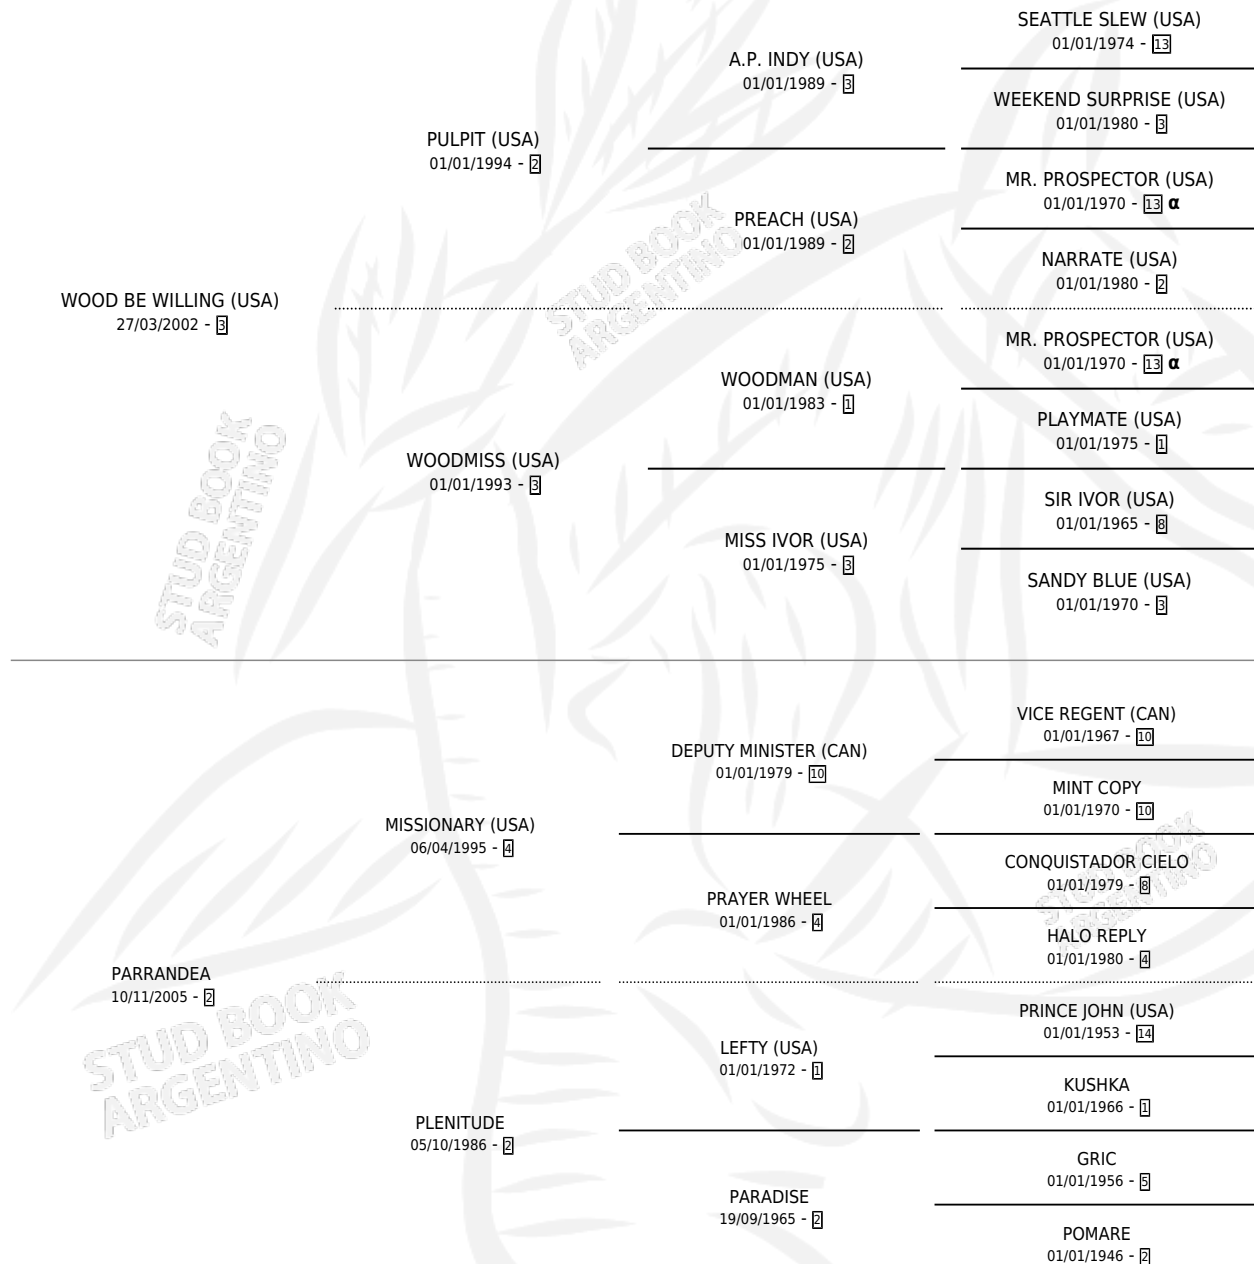 SEATTLE SLEW (USA)
01/01/1974 - 13
A.P. INDY (USA)
01/01/1989 - 3
WEEKEND SURPRISE (USA)
01/01/1980 - 3
PULPIT (USA)
01/01/1994 - 2
MR. PROSPECTOR (USA)
01/01/1970 - 13 α
PREACH (USA)
01/01/1989 - 2
NARRATE (USA)
01/01/1980 - 2
WOOD BE WILLING (USA)
27/03/2002 - 3
MR. PROSPECTOR (USA)
01/01/1970 - 13 α
WOODMAN (USA)
01/01/1983 - 1
PLAYMATE (USA)
01/01/1975 - 1
WOODMISS (USA)
01/01/1993 - 3
SIR IVOR (USA)
01/01/1965 - 8
MISS IVOR (USA)
01/01/1975 - 3
SANDY BLUE (USA)
01/01/1970 - 3
VICE REGENT (CAN)
01/01/1967 - 10
DEPUTY MINISTER (CAN)
01/01/1979 - 10
MINT COPY
01/01/1970 - 10
MISSIONARY (USA)
06/04/1995 - 4
CONQUISTADOR CIELO
01/01/1979 - 8
PRAYER WHEEL
01/01/1986 - 4
HALO REPLY
01/01/1980 - 4
PARRANDEA
10/11/2005 - 2
PRINCE JOHN (USA)
01/01/1953 - 14
LEFTY (USA)
01/01/1972 - 1
KUSHKA
01/01/1966 - 1
PLENITUDE
05/10/1986 - 2
GRIC
01/01/1956 - 5
PARADISE
19/09/1965 - 2
POMARE
01/01/1946 - 2
STUD BOOK
ARGENTINO
STUD BOOK
ARGENTINO
STUD BOOK
ARGENTINO
STUD BOOK
ARGENTINO